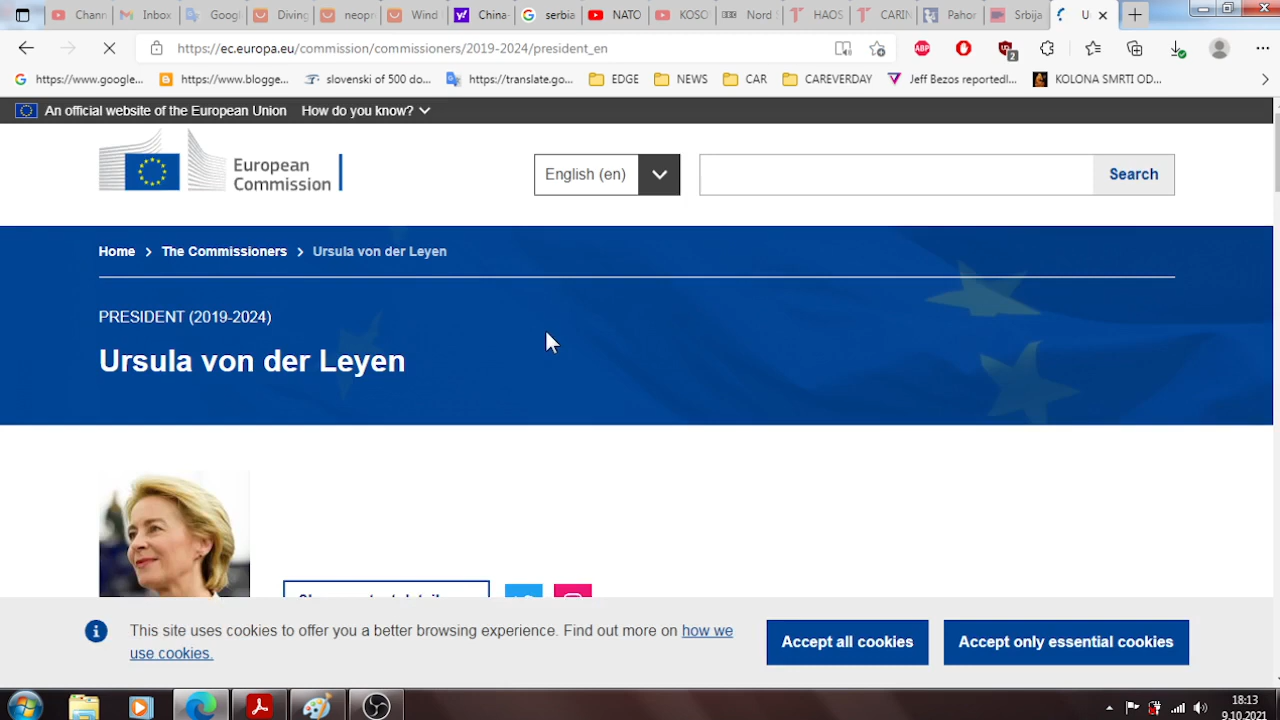 Chann
Inbox
Googl
Diving
neopr
Wind
China
serbia
NATO
KOSO
Nord S
HAOS
CARIN
Pahor
Srbija
U
https://ec.europa.eu/commission/commissioners/2019-2024/president_en
ABP
2
https://www.google...
https://www.blogge...
slovenski of 500 do...
https://translate.go...
EDGE
NEWS
CAR
CAREVERDAY
Jeff Bezos reportedl...
KOLONA SMRTI OD...
An official website of the European Union
How do you know?
European
Commission
English (en)
Search
Home
The Commissioners
Ursula von der Leyen
PRESIDENT (2019-2024)
Ursula von der Leyen
This site uses cookies to offer you a better browsing experience. Find out more on how we
use cookies.
Accept all cookies
Accept only essential cookies
18:13
9.10.2021